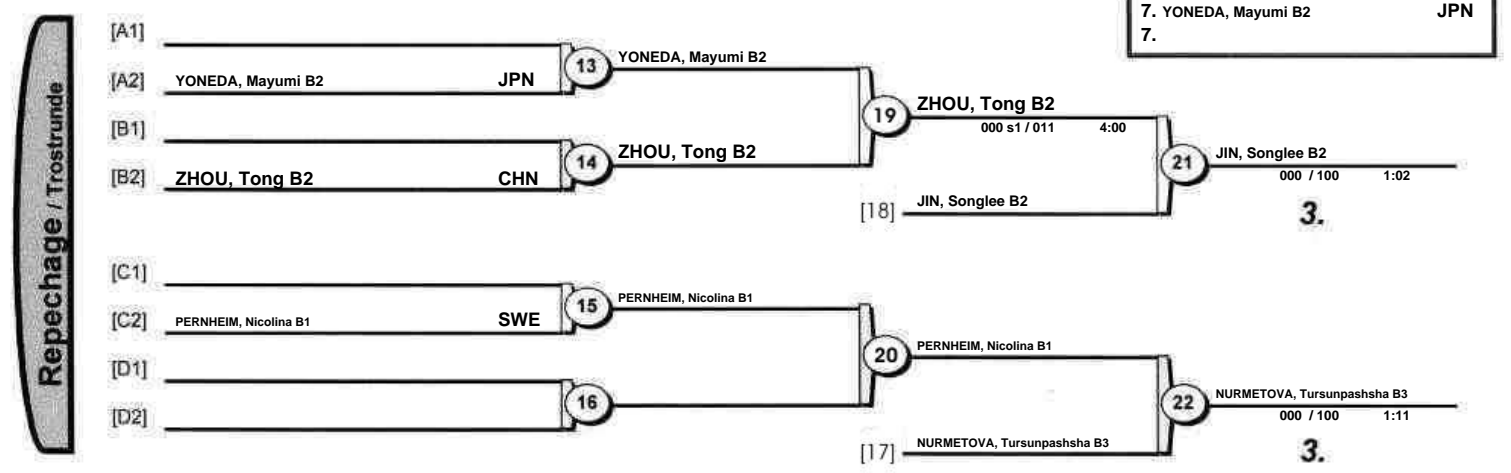 7. YONEDA, Mayumi B2 JPN
7.
Repechage / Trostrunde
[A1]
[A2] YONEDA, Mayumi B2 JPN
13
YONEDA, Mayumi B2
[B1]
[B2] ZHOU, Tong B2 CHN
14
ZHOU, Tong B2
19
ZHOU, Tong B2
000 s1 / 011 4:00
[18] JIN, Songlee B2
21
JIN, Songlee B2
000 / 100 1:02
3.
[C1]
[C2] PERNHEIM, Nicolina B1 SWE
15
PERNHEIM, Nicolina B1
[D1]
[D2]
16
20
PERNHEIM, Nicolina B1
[17] NURMETOVA, Tursunpashsha B3
22
NURMETOVA, Tursunpashsha B3
000 / 100 1:11
3.